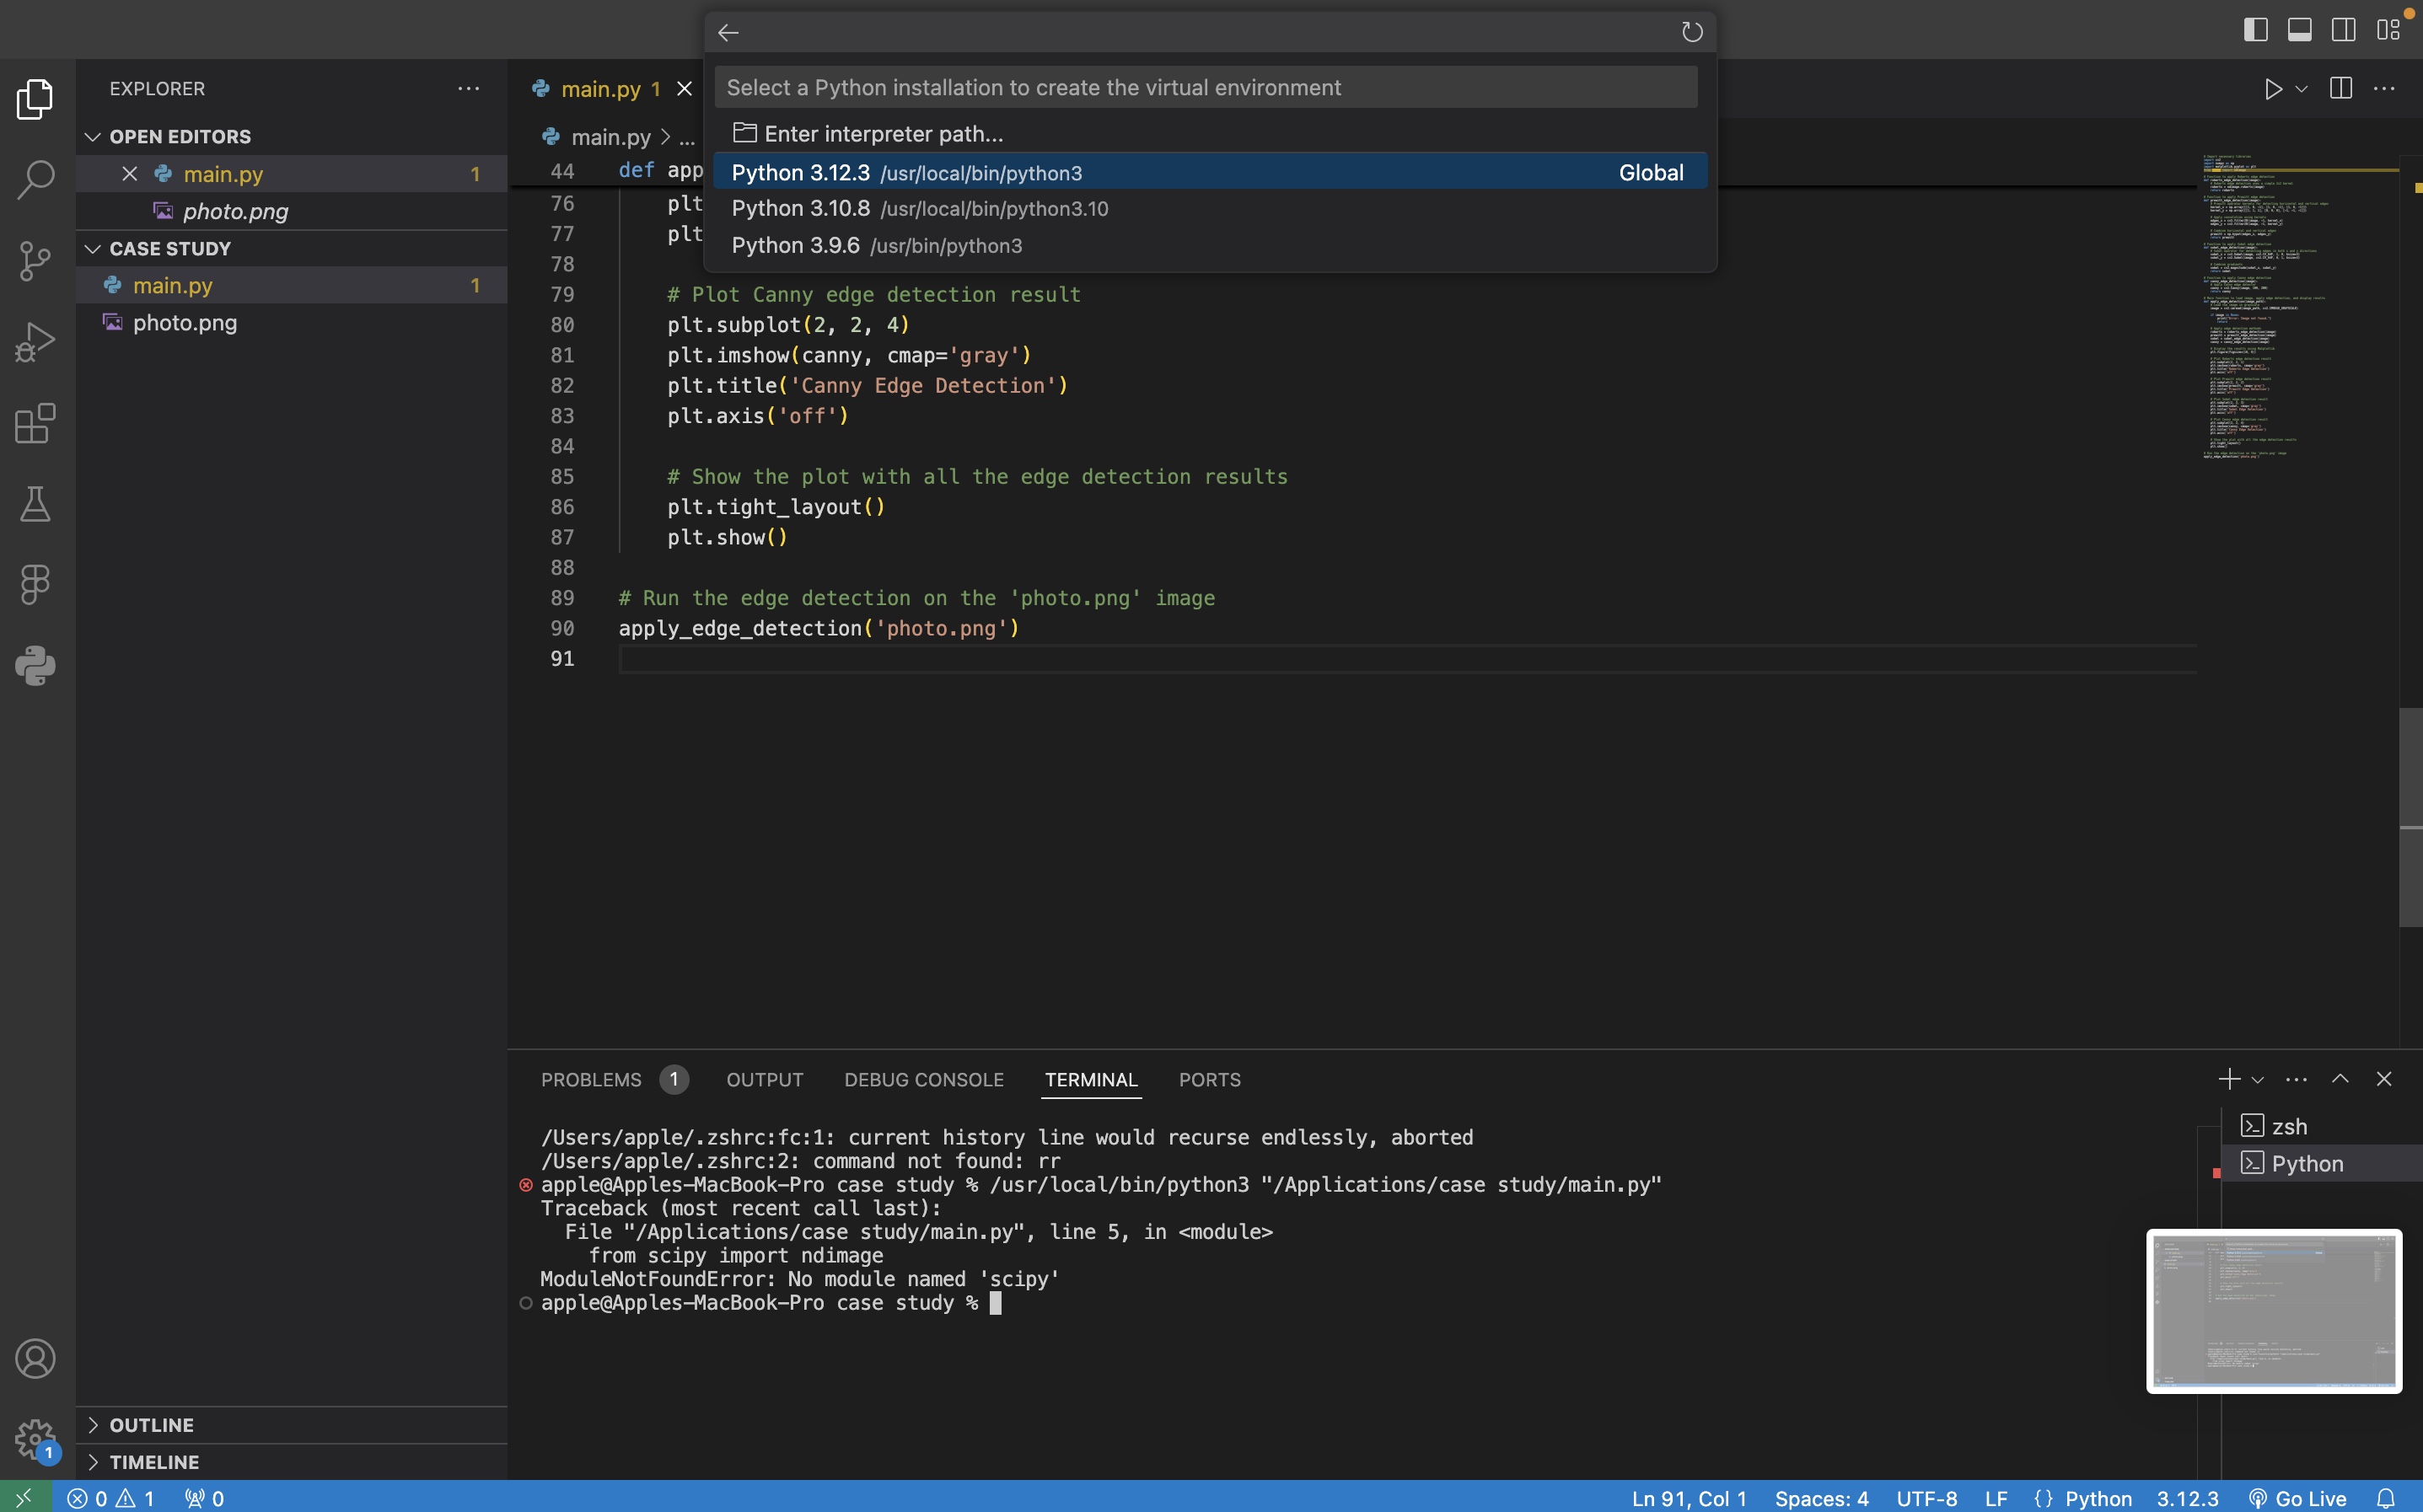 Select a Python installation to create the virtual environment
Enter interpreter path...
Python 3.12.3 /usr/local/bin/python3 Global
Python 3.10.8 /usr/local/bin/python3.10
Python 3.9.6 /usr/bin/python3
EXPLORER
OPEN EDITORS
main.py 1
photo.png
CASE STUDY
main.py 1
photo.png
OUTLINE
TIMELINE
main.py 1
main.py > ...
44 def app
76 plt
77 plt
78
79 # Plot Canny edge detection result
80 plt.subplot(2, 2, 4)
81 plt.imshow(canny, cmap='gray')
82 plt.title('Canny Edge Detection')
83 plt.axis('off')
84
85 # Show the plot with all the edge detection results
86 plt.tight_layout()
87 plt.show()
88
89 # Run the edge detection on the 'photo.png' image
90 apply_edge_detection('photo.png')
91
PROBLEMS 1 OUTPUT DEBUG CONSOLE TERMINAL PORTS
/Users/apple/.zshrc:fc:1: current history line would recurse endlessly, aborted
/Users/apple/.zshrc:2: command not found: rr
apple@Apples-MacBook-Pro case study % /usr/local/bin/python3 "/Applications/case study/main.py"
Traceback (most recent call last):
File "/Applications/case study/main.py", line 5, in <module>
from scipy import ndimage
ModuleNotFoundError: No module named 'scipy'
apple@Apples-MacBook-Pro case study %
zsh
Python
1
0 1 0 Ln 91, Col 1 Spaces: 4 UTF-8 LF {} Python 3.12.3 Go Live